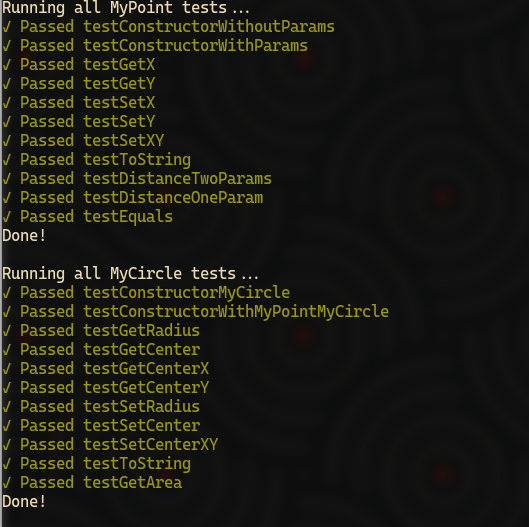 Running all MyPoint tests...
✓ Passed testConstructorWithoutParams
✓ Passed testConstructorWithParams
✓ Passed testGetX
✓ Passed testGetY
✓ Passed testSetX
✓ Passed testSetY
✓ Passed testSetXY
✓ Passed testToString
✓ Passed testDistanceTwoParams
✓ Passed testDistanceOneParam
✓ Passed testEquals
Done!

Running all MyCircle tests...
✓ Passed testConstructorMyCircle
✓ Passed testConstructorWithMyPointMyCircle
✓ Passed testGetRadius
✓ Passed testGetCenter
✓ Passed testGetCenterX
✓ Passed testGetCenterY
✓ Passed testSetRadius
✓ Passed testSetCenter
✓ Passed testSetCenterXY
✓ Passed testToString
✓ Passed testGetArea
Done!